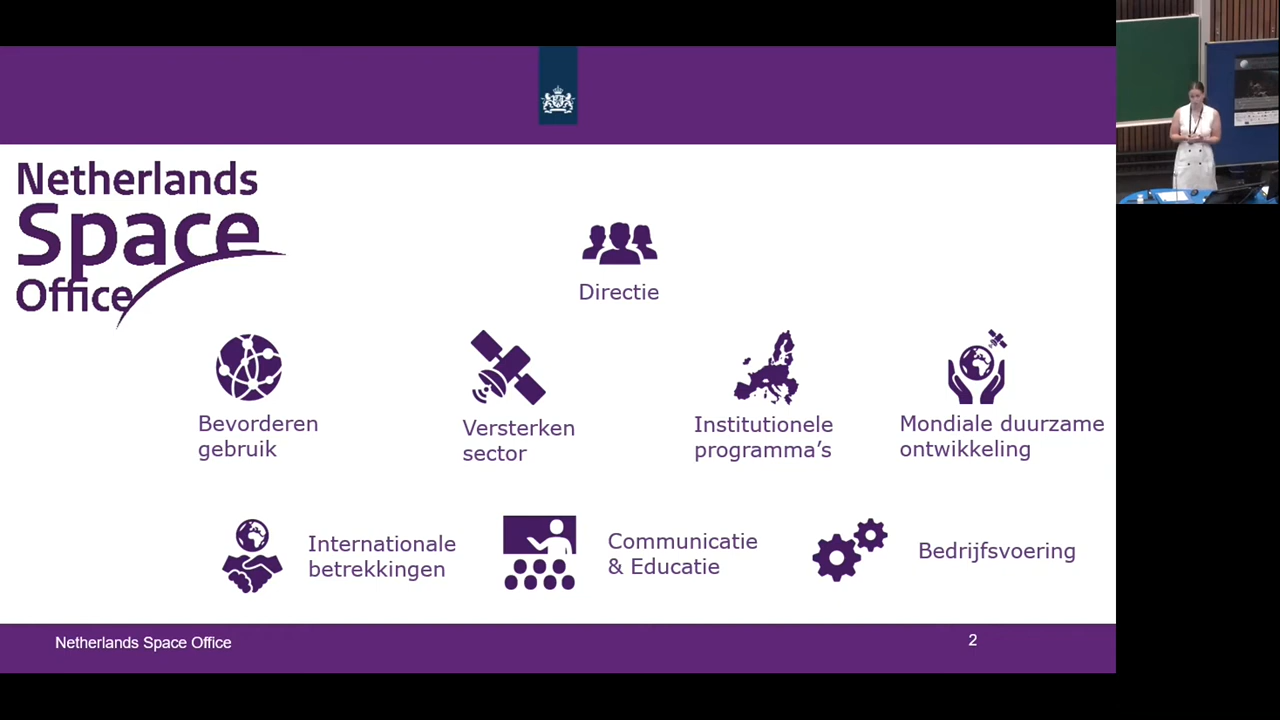 Netherlands
Space
Office
Directie
Bevorderen
gebruik
Versterken
sector
Institutionele
programma's
Mondiale duurzame
ontwikkeling
Internationale
betrekkingen
Communicatie
& Educatie
Bedrijfsvoering
Netherlands Space Office
2